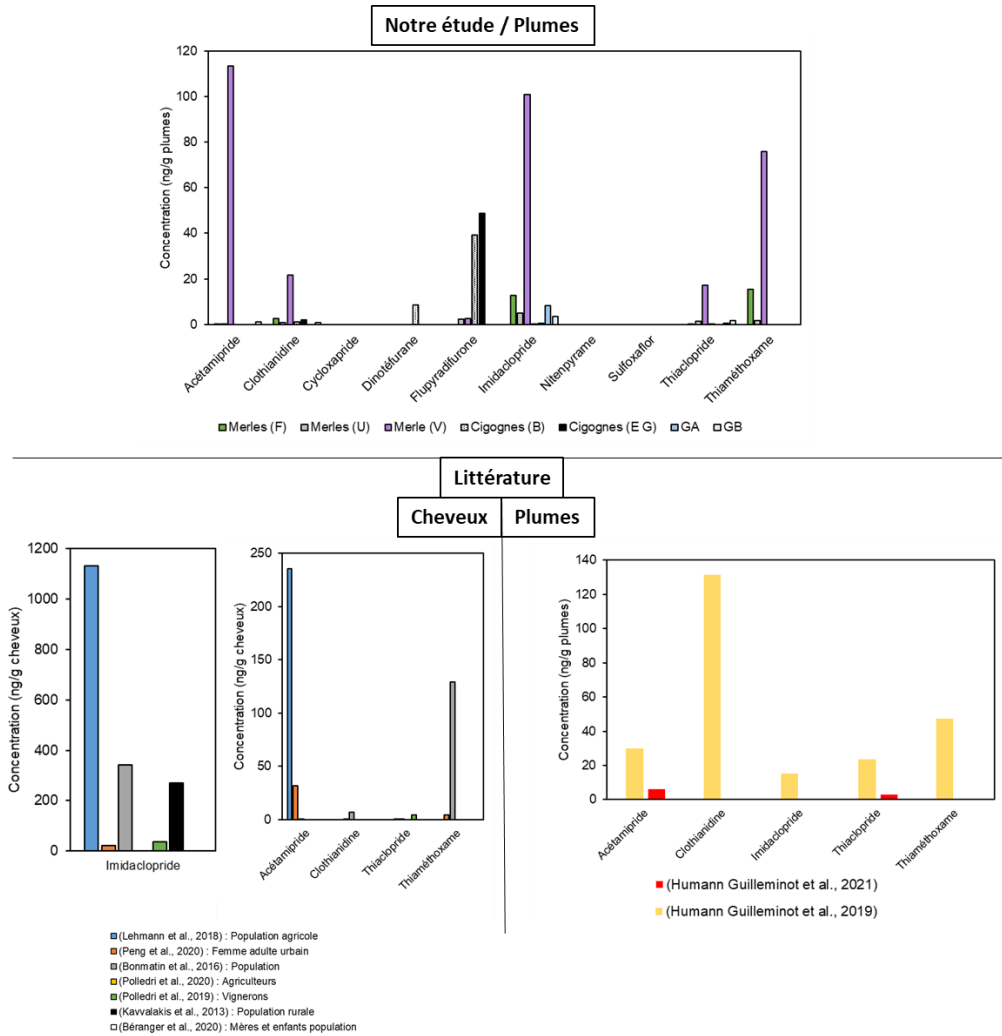 Notre étude / Plumes
Concentration (ng/g plumes)
120
100
80
60
40
20
0
Acétamipride
Clothianidine
Cycloxapride
Dinotéfurane
Flupyradifurone
Imidaclopride
Nitenpyrame
Sulfoxaflor
Thiaclopride
Thiaméthoxame
Merles (F) Merles (U) Merle (V) Cigognes (B) Cigognes (E G) GA GB
Littérature
Cheveux Plumes
Concentration (ng/g cheveux)
1200
1000
800
600
400
200
0
Imidaclopride
Concentration (ng/g cheveux)
250
200
150
100
50
0
Acétamipride
Clothianidine
Thiaclopride
Thiaméthoxame
Concentration (ng/g plumes)
140
120
100
80
60
40
20
0
Acétamipride
Clothianidine
Imidaclopride
Thiaclopride
Thiaméthoxame
(Humann Guilleminot et al., 2021)
(Humann Guilleminot et al., 2019)
(Lehmann et al., 2018) : Population agricole
(Peng et al., 2020) : Femme adulte urbain
(Bonmatin et al., 2016) : Population
(Polledri et al., 2020) : Agriculteurs
(Polledri et al., 2019) : Vignerons
(Kavvalakis et al., 2013) : Population rurale
(Béranger et al., 2020) : Mères et enfants population